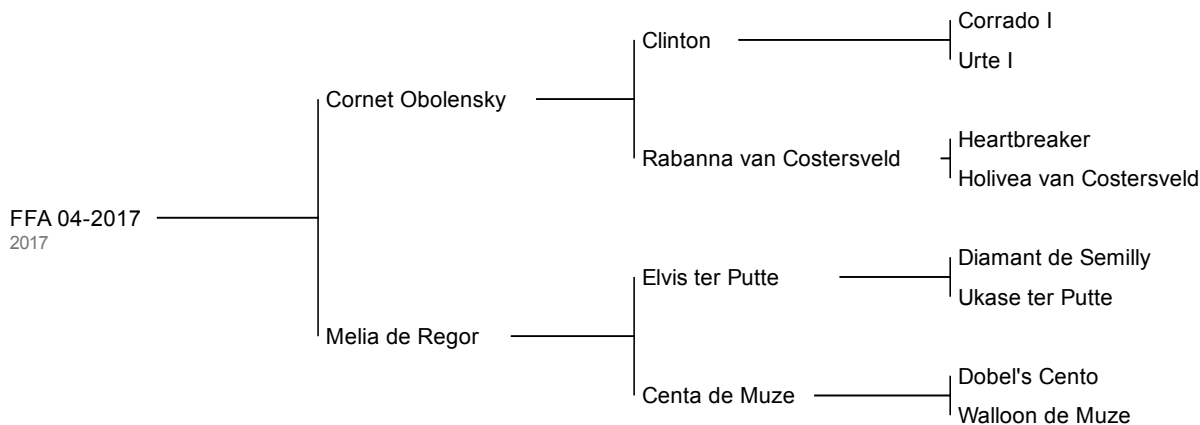 Corrado I
Clinton
Urte I
Cornet Obolensky
Heartbreaker
Rabanna van Costersveld
Holivea van Costersveld
FFA 04-2017
2017
Diamant de Semilly
Elvis ter Putte
Ukase ter Putte
Melia de Regor
Dobel's Cento
Centa de Muze
Walloon de Muze